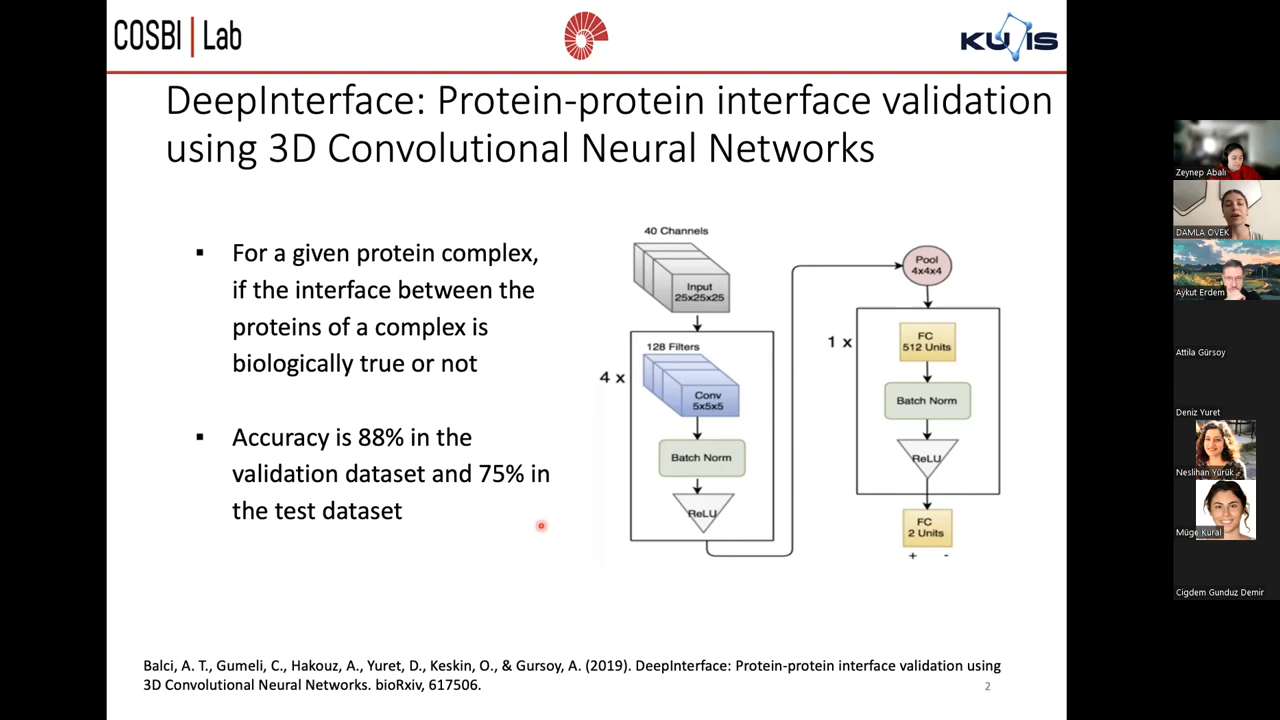 COSBI | Lab
KUIS
DeepInterface: Protein-protein interface validation
using 3D Convolutional Neural Networks
▪ For a given protein complex,
if the interface between the
proteins of a complex is
biologically true or not
▪ Accuracy is 88% in the
validation dataset and 75% in
the test dataset
40 Channels
Input
25x25x25
4 x
128 Filters
Conv
5x5x5
Batch Norm
ReLU
Pool
4x4x4
1 x
FC
512 Units
Batch Norm
ReLU
FC
2 Units
+ -
Balci, A. T., Gumeli, C., Hakouz, A., Yuret, D., Keskin, O., & Gursoy, A. (2019). DeepInterface: Protein-protein interface validation using
3D Convolutional Neural Networks. bioRxiv, 617506.
2
Zeynep Abalı
DAMLA OVEK
Aykut Erdem
Attila Gürsoy
Deniz Yuret
Neslihan Yürük
Müge Kural
Cigdem Gunduz Demir